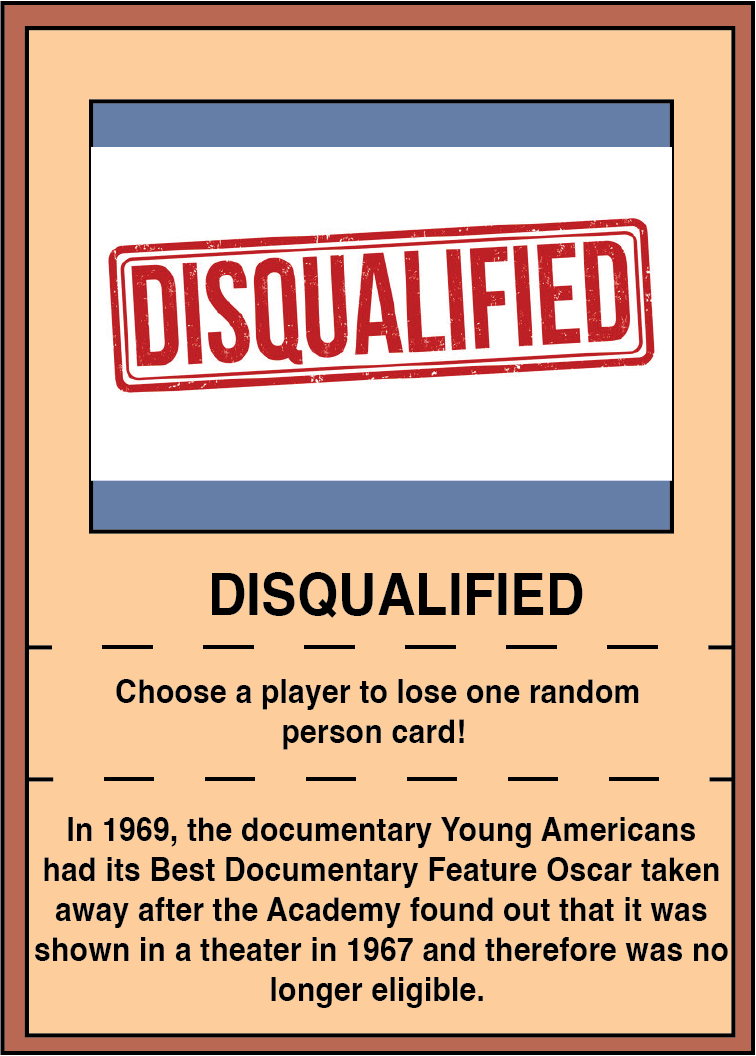 DISQUALIFIED
DISQUALIFIED
Choose a player to lose one random
person card!
In 1969, the documentary Young Americans
had its Best Documentary Feature Oscar taken
away after the Academy found out that it was
shown in a theater in 1967 and therefore was no
longer eligible.